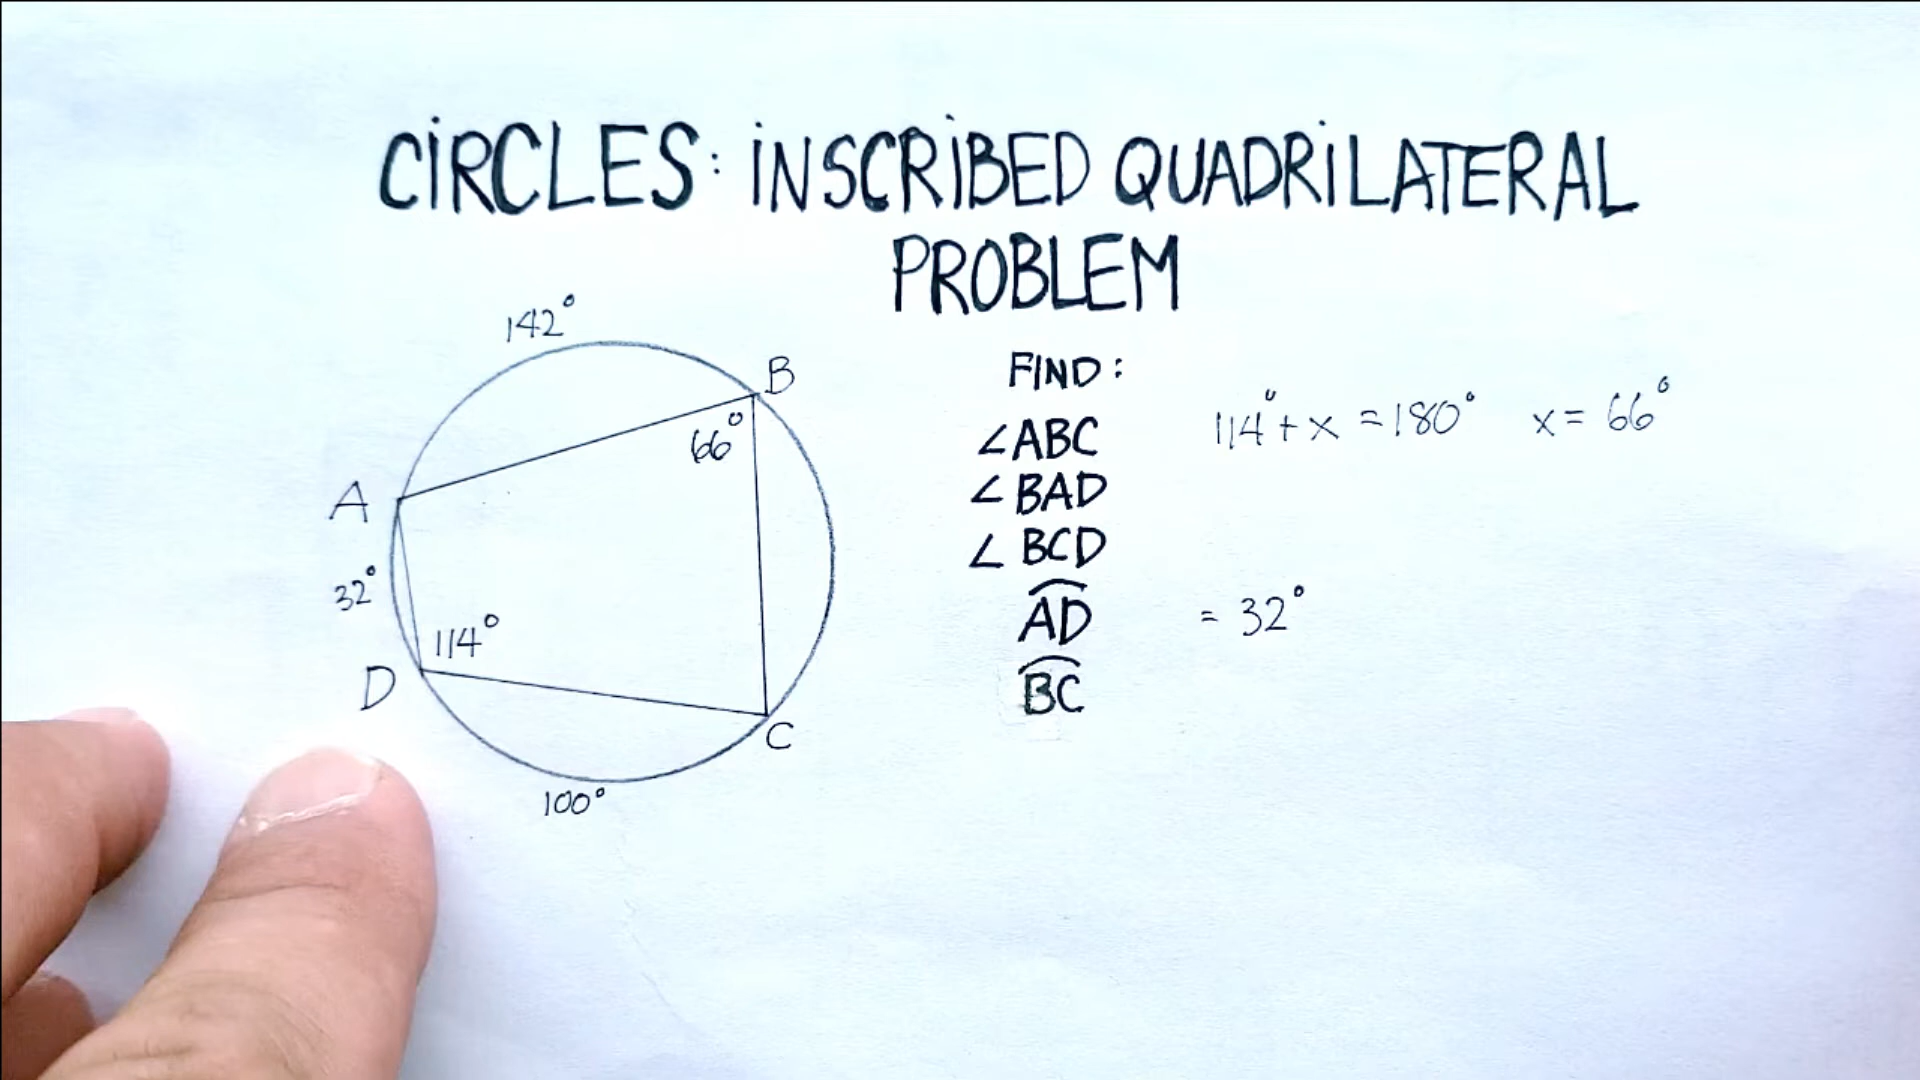 CIRCLES: INSCRIBED QUADRILATERAL
PROBLEM
142°
B
66°
A
32°
114°
D
C
100°
FIND:
∠ABC 114° + x = 180° x = 66°
∠BAD
∠BCD
⌒AD = 32°
⌒BC